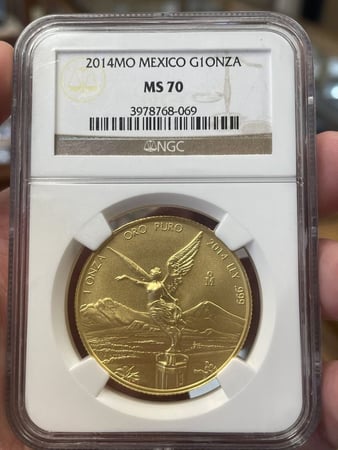 2014MO MEXICO G1ONZA
MS 70
3978768-069
NGC
1 ONZA ORO PURO 2014 LEY .999
M